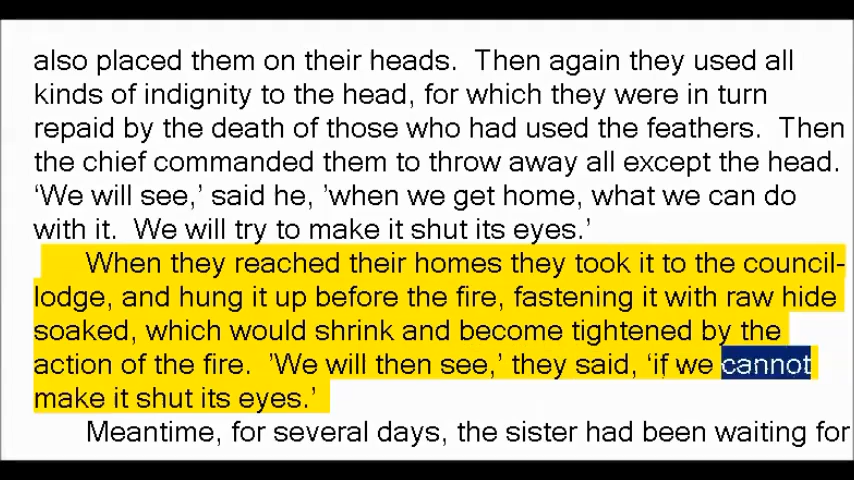 also placed them on their heads.  Then again they used all
kinds of indignity to the head, for which they were in turn
repaid by the death of those who had used the feathers.  Then
the chief commanded them to throw away all except the head.
‘We will see,’ said he, ’when we get home, what we can do
with it.  We will try to make it shut its eyes.’
When they reached their homes they took it to the council-
lodge, and hung it up before the fire, fastening it with raw hide
soaked, which would shrink and become tightened by the
action of the fire.  ’We will then see,’ they said, ‘if we cannot
make it shut its eyes.’
Meantime, for several days, the sister had been waiting for